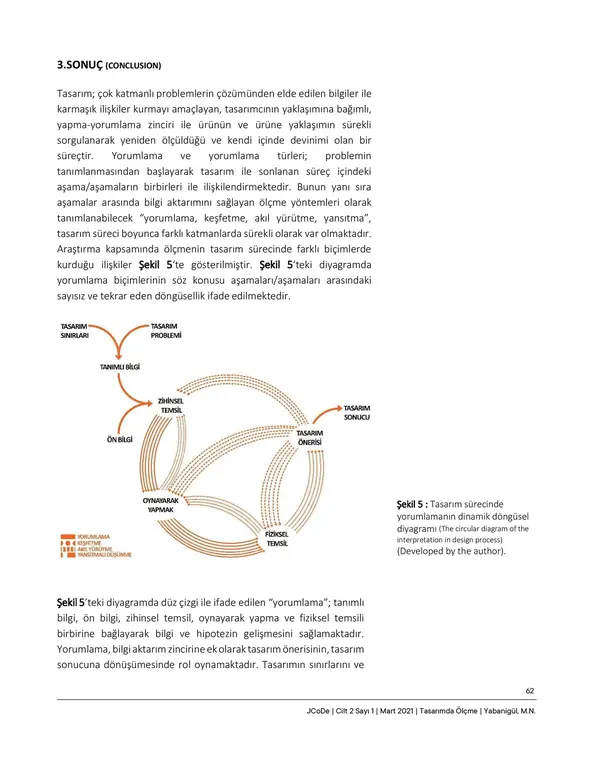 3.SONUÇ (CONCLUSION)
Tasarım; çok katmanlı problemlerin çözümünden elde edilen bilgiler ile
karmaşık ilişkiler kurmayı amaçlayan, tasarımcının yaklaşımına bağımlı,
yapma-yorumlama zinciri ile ürünün ve ürüne yaklaşımın sürekli
sorgulanarak yeniden ölçüldüğü ve kendi içinde devinimi olan bir
süreçtir. Yorumlama ve yorumlama türleri; problemin
tanımlanmasından başlayarak tasarım ile sonlanan süreç içindeki
aşama/aşamaların birbirleri ile ilişkilendirmektedir. Bunun yanı sıra
aşamalar arasında bilgi aktarımını sağlayan ölçme yöntemleri olarak
tanımlanabilecek “yorumlama, keşfetme, akıl yürütme, yansıtma”,
tasarım süreci boyunca farklı katmanlarda sürekli olarak var olmaktadır.
Araştırma kapsamında ölçmenin tasarım sürecinde farklı biçimlerde
kurduğu ilişkiler Şekil 5’te gösterilmiştir. Şekil 5’teki diyagramda
yorumlama biçimlerinin söz konusu aşamaları/aşamaları arasındaki
sayısız ve tekrar eden döngüsellik ifade edilmektedir.
TASARIM
SINIRLARI
TASARIM
PROBLEMİ
TANIMLI BİLGİ
ZİHİNSEL
TEMSİL
ÖN BİLGİ
TASARIM
SONUCU
TASARIM
ÖNERİSİ
OYNAYARAK
YAPMAK
FİZİKSEL
TEMSİL
YORUMLAMA
KEŞFETME
AKIL YÜRÜTME
YANSITMALI DÜŞÜNME
Şekil 5 : Tasarım sürecinde
yorumlamanın dinamik döngüsel
diyagramı (The circular diagram of the
interpretation in design process)
(Developed by the author).
Şekil 5’teki diyagramda düz çizgi ile ifade edilen “yorumlama”; tanımlı
bilgi, ön bilgi, zihinsel temsil, oynayarak yapma ve fiziksel temsili
birbirine bağlayarak bilgi ve hipotezin gelişmesini sağlamaktadır.
Yorumlama, bilgi aktarım zincirine ek olarak tasarım önerisinin, tasarım
sonucuna dönüşümesinde rol oynamaktadır. Tasarımın sınırlarını ve
62
JCoDe | Cilt 2 Sayı 1 | Mart 2021 | Tasarımda Ölçme | Yabanigül, M.N.